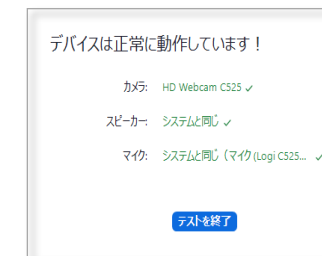 デバイスは正常に動作しています！
カメラ: HD Webcam C525 ✓
スピーカー: システムと同じ ✓
マイク: システムと同じ (マイク (Logi C525... ✓
テストを終了